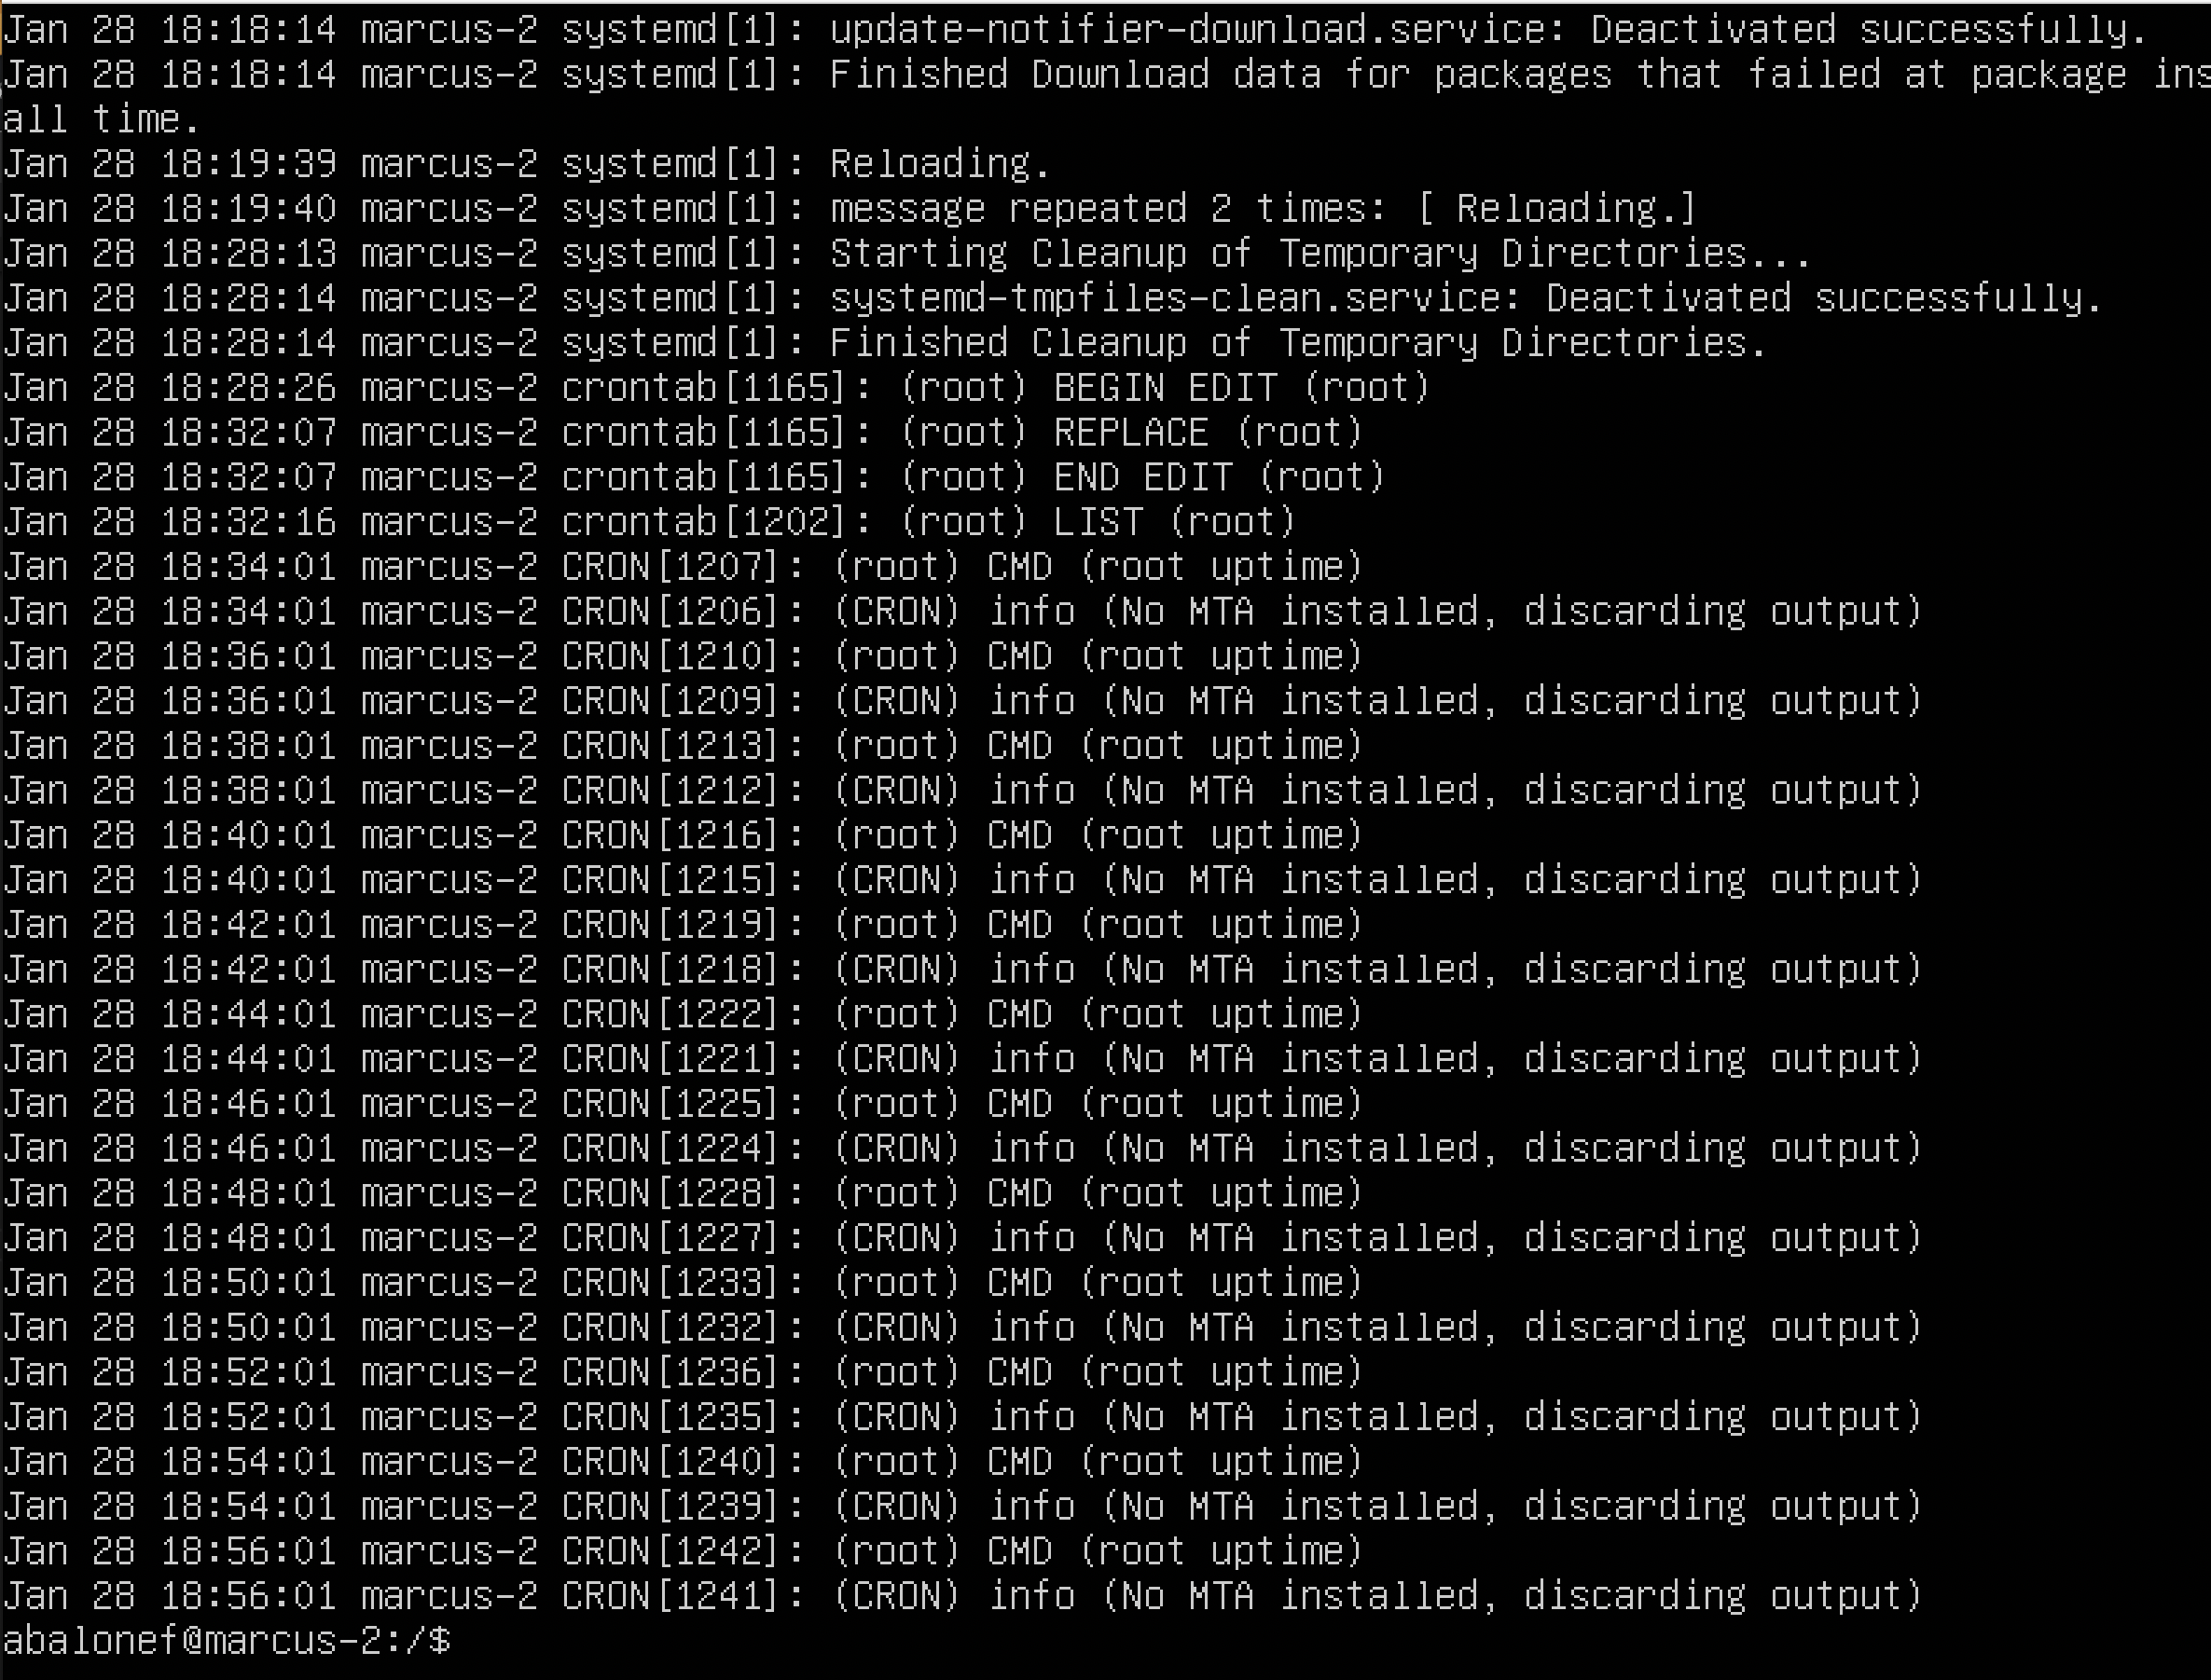 Jan 28 18:18:14 marcus-2 systemd[1]: update-notifier-download.service: Deactivated successfully.
Jan 28 18:18:14 marcus-2 systemd[1]: Finished Download data for packages that failed at package ins
all time.
Jan 28 18:19:39 marcus-2 systemd[1]: Reloading.
Jan 28 18:19:40 marcus-2 systemd[1]: message repeated 2 times: [ Reloading.]
Jan 28 18:28:13 marcus-2 systemd[1]: Starting Cleanup of Temporary Directories...
Jan 28 18:28:14 marcus-2 systemd[1]: systemd-tmpfiles-clean.service: Deactivated successfully.
Jan 28 18:28:14 marcus-2 systemd[1]: Finished Cleanup of Temporary Directories.
Jan 28 18:28:26 marcus-2 crontab[1165]: (root) BEGIN EDIT (root)
Jan 28 18:32:07 marcus-2 crontab[1165]: (root) REPLACE (root)
Jan 28 18:32:07 marcus-2 crontab[1165]: (root) END EDIT (root)
Jan 28 18:32:16 marcus-2 crontab[1202]: (root) LIST (root)
Jan 28 18:34:01 marcus-2 CRON[1207]: (root) CMD (root uptime)
Jan 28 18:34:01 marcus-2 CRON[1206]: (CRON) info (No MTA installed, discarding output)
Jan 28 18:36:01 marcus-2 CRON[1210]: (root) CMD (root uptime)
Jan 28 18:36:01 marcus-2 CRON[1209]: (CRON) info (No MTA installed, discarding output)
Jan 28 18:38:01 marcus-2 CRON[1213]: (root) CMD (root uptime)
Jan 28 18:38:01 marcus-2 CRON[1212]: (CRON) info (No MTA installed, discarding output)
Jan 28 18:40:01 marcus-2 CRON[1216]: (root) CMD (root uptime)
Jan 28 18:40:01 marcus-2 CRON[1215]: (CRON) info (No MTA installed, discarding output)
Jan 28 18:42:01 marcus-2 CRON[1219]: (root) CMD (root uptime)
Jan 28 18:42:01 marcus-2 CRON[1218]: (CRON) info (No MTA installed, discarding output)
Jan 28 18:44:01 marcus-2 CRON[1222]: (root) CMD (root uptime)
Jan 28 18:44:01 marcus-2 CRON[1221]: (CRON) info (No MTA installed, discarding output)
Jan 28 18:46:01 marcus-2 CRON[1225]: (root) CMD (root uptime)
Jan 28 18:46:01 marcus-2 CRON[1224]: (CRON) info (No MTA installed, discarding output)
Jan 28 18:48:01 marcus-2 CRON[1228]: (root) CMD (root uptime)
Jan 28 18:48:01 marcus-2 CRON[1227]: (CRON) info (No MTA installed, discarding output)
Jan 28 18:50:01 marcus-2 CRON[1233]: (root) CMD (root uptime)
Jan 28 18:50:01 marcus-2 CRON[1232]: (CRON) info (No MTA installed, discarding output)
Jan 28 18:52:01 marcus-2 CRON[1236]: (root) CMD (root uptime)
Jan 28 18:52:01 marcus-2 CRON[1235]: (CRON) info (No MTA installed, discarding output)
Jan 28 18:54:01 marcus-2 CRON[1240]: (root) CMD (root uptime)
Jan 28 18:54:01 marcus-2 CRON[1239]: (CRON) info (No MTA installed, discarding output)
Jan 28 18:56:01 marcus-2 CRON[1242]: (root) CMD (root uptime)
Jan 28 18:56:01 marcus-2 CRON[1241]: (CRON) info (No MTA installed, discarding output)
abalonef@marcus-2:/$